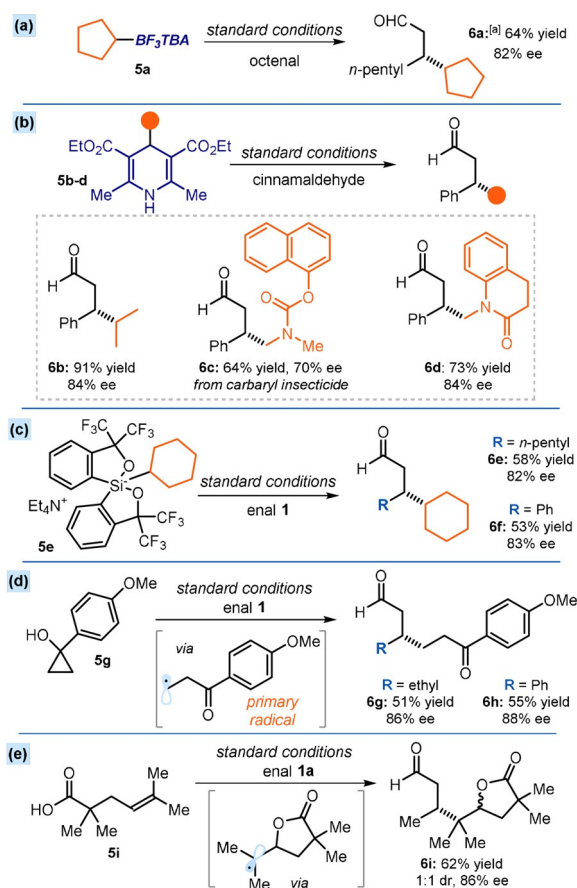 (a)
BF₃TBA
5a
standard conditions
octenal
OHC
n-pentyl
6a:[a] 64% yield
82% ee
(b)
EtO₂C
CO₂Et
5b-d
Me
N
H
Me
standard conditions
cinnamaldehyde
O
H
Ph
O
H
Ph
Me
Me
6b: 91% yield
84% ee
O
H
Ph
O
O
N
Me
6c: 64% yield, 70% ee
from carbaryl insecticide
O
H
Ph
N
O
6d: 73% yield
84% ee
(c)
F₃C
CF₃
O
Si
O
Et₄N⁺
CF₃
CF₃
5e
standard conditions
enal 1
O
H
R
R = n-pentyl
6e: 58% yield
82% ee
R = Ph
6f: 53% yield
83% ee
(d)
OMe
HO
5g
standard conditions
enal 1
via
OMe
O
primary
radical
O
H
R
O
OMe
R = ethyl
6g: 51% yield
86% ee
R = Ph
6h: 55% yield
88% ee
(e)
O
HO
Me
Me
Me
Me
5i
standard conditions
enal 1a
O
O
Me
Me
Me
Me
via
O
H
Me
Me
Me
O
O
Me
Me
6i: 62% yield
1:1 dr, 86% ee